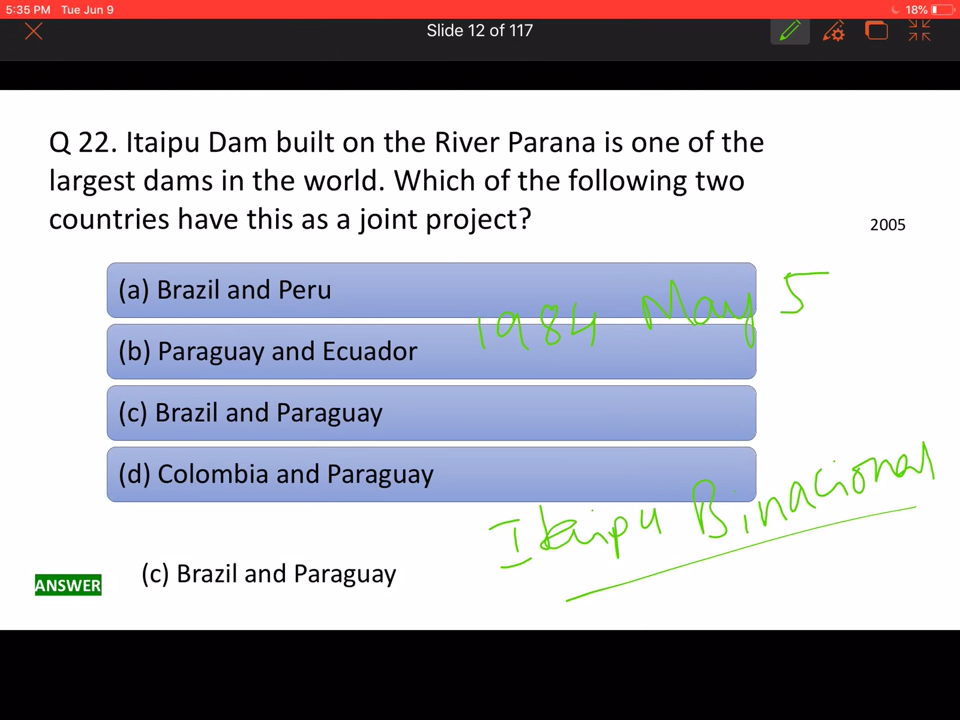 5:35 PM Tue Jun 9
18%
Slide 12 of 117
Q 22. Itaipu Dam built on the River Parana is one of the
largest dams in the world. Which of the following two
countries have this as a joint project?
2005
(a) Brazil and Peru
1984 May 5
(b) Paraguay and Ecuador
(c) Brazil and Paraguay
(d) Colombia and Paraguay
Itaipu Binacional
(c) Brazil and Paraguay
ANSWER